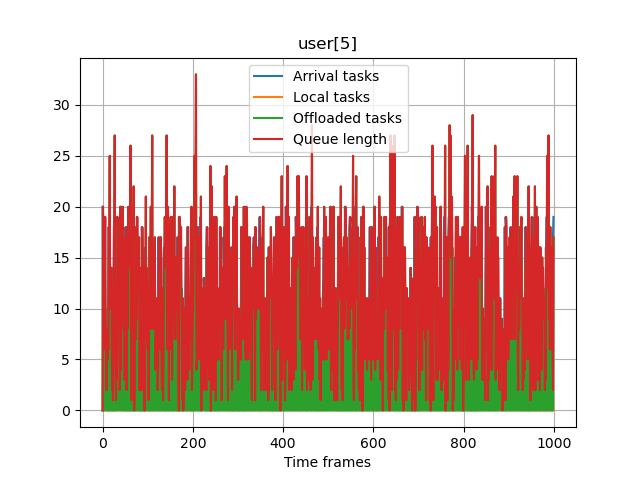 user[5]
Arrival tasks
Local tasks
Offloaded tasks
Queue length
30
25
20
15
10
5
0
0 200 400 600 800 1000
Time frames